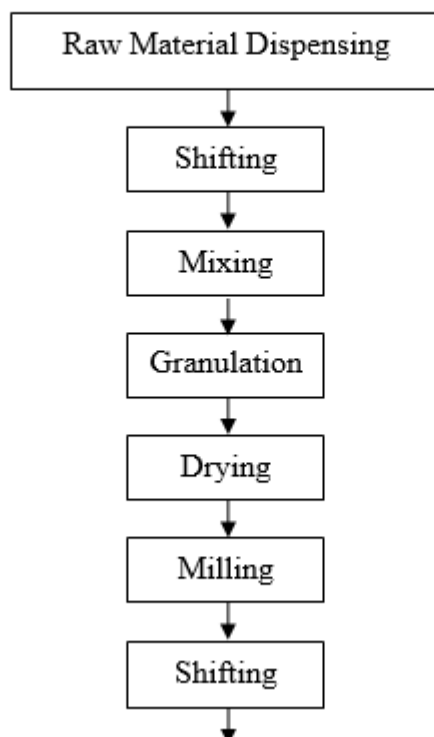 Raw Material Dispensing
Shifting
Mixing
Granulation
Drying
Milling
Shifting